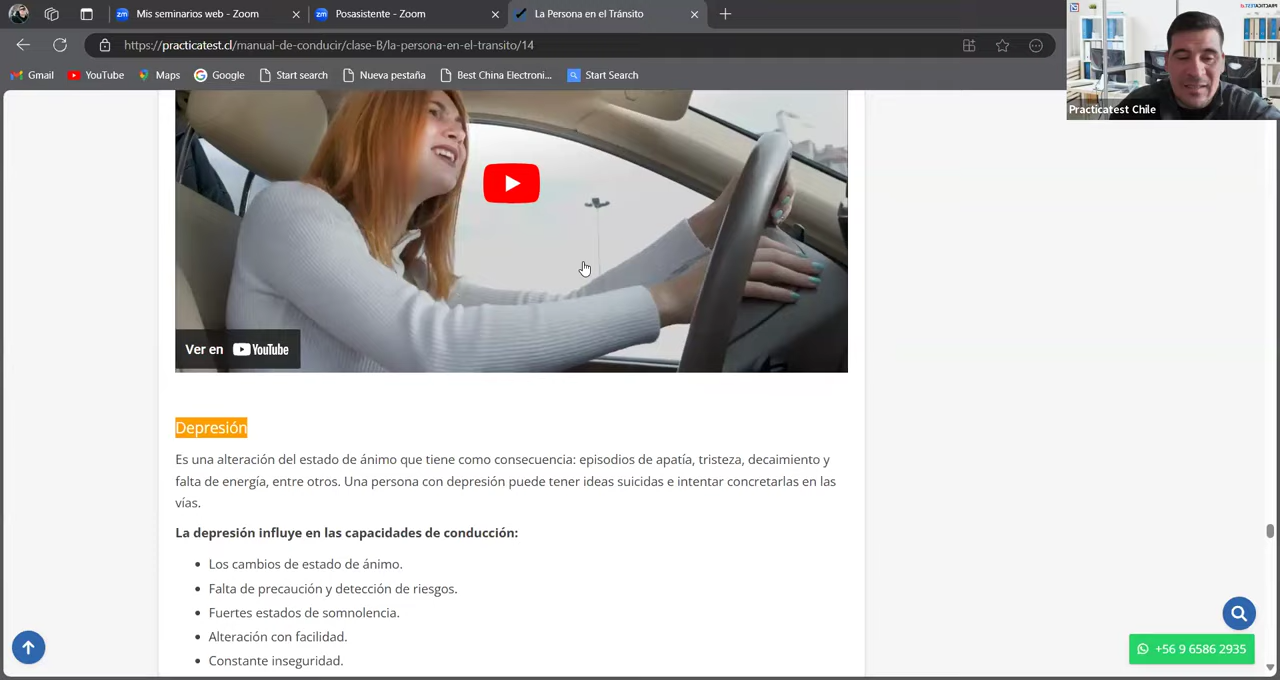 Mis seminarios web - Zoom
Posasistente - Zoom
La Persona en el Tránsito
https://practicatest.cl/manual-de-conducir/clase-B/la-persona-en-el-transito/14
Gmail
YouTube
Maps
Google
Start search
Nueva pestaña
Best China Electroni...
Start Search
PRACTICATEST
Practicatest Chile
Ver en YouTube
Depresión
Es una alteración del estado de ánimo que tiene como consecuencia: episodios de apatía, tristeza, decaimiento y
falta de energía, entre otros. Una persona con depresión puede tener ideas suicidas e intentar concretarlas en las
vías.
La depresión influye en las capacidades de conducción:
Los cambios de estado de ánimo.
Falta de precaución y detección de riesgos.
Fuertes estados de somnolencia.
Alteración con facilidad.
Constante inseguridad.
+56 9 6586 2935